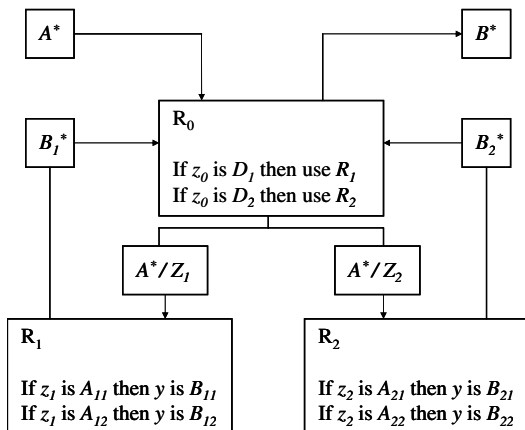 A*
B*
R₀
B₁*
B₂*
If z₀ is D₁ then use R₁
If z₀ is D₂ then use R₂
A*/Z₁
A*/Z₂
R₁
If z₁ is A₁₁ then y is B₁₁
If z₁ is A₁₂ then y is B₁₂
R₂
If z₂ is A₂₁ then y is B₂₁
If z₂ is A₂₂ then y is B₂₂